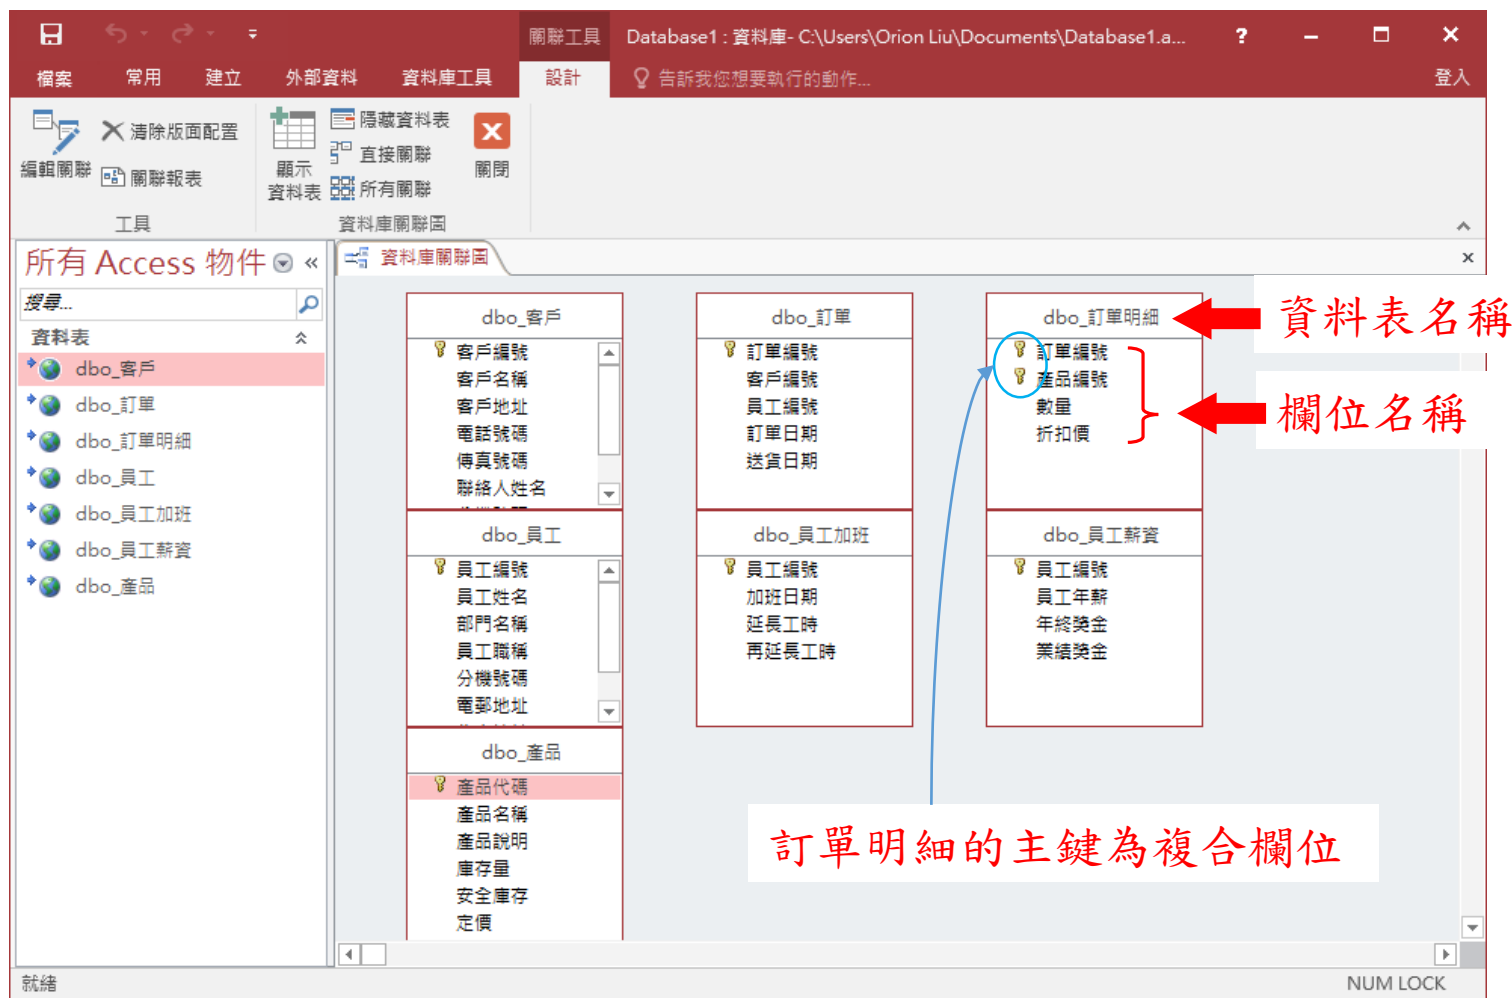 關聯工具
Database1 : 資料庫- C:\Users\Orion Liu\Documents\Database1.a...
?
檔案 常用 建立 外部資料 資料庫工具 設計 告訴我您想要執行的動作... 登入
編輯關聯
清除版面配置
關聯報表
工具
顯示
資料表
隱藏資料表
直接關聯
所有關聯
關閉
資料庫關聯圖
所有 Access 物件
搜尋...
資料表
dbo_客戶
dbo_訂單
dbo_訂單明細
dbo_員工
dbo_員工加班
dbo_員工薪資
dbo_產品
資料庫關聯圖
dbo_客戶
客戶編號
客戶名稱
客戶地址
電話號碼
傳真號碼
聯絡人姓名
dbo_訂單
訂單編號
客戶編號
員工編號
訂單日期
送貨日期
dbo_訂單明細
訂單編號
產品編號
數量
折扣價
資料表名稱
欄位名稱
dbo_員工
員工編號
員工姓名
部門名稱
員工職稱
分機號碼
電郵地址
dbo_員工加班
員工編號
加班日期
延長工時
再延長工時
dbo_員工薪資
員工編號
員工年薪
年終獎金
業績獎金
dbo_產品
產品代碼
產品名稱
產品說明
庫存量
安全庫存
定價
訂單明細的主鍵為複合欄位
就緒
NUM LOCK